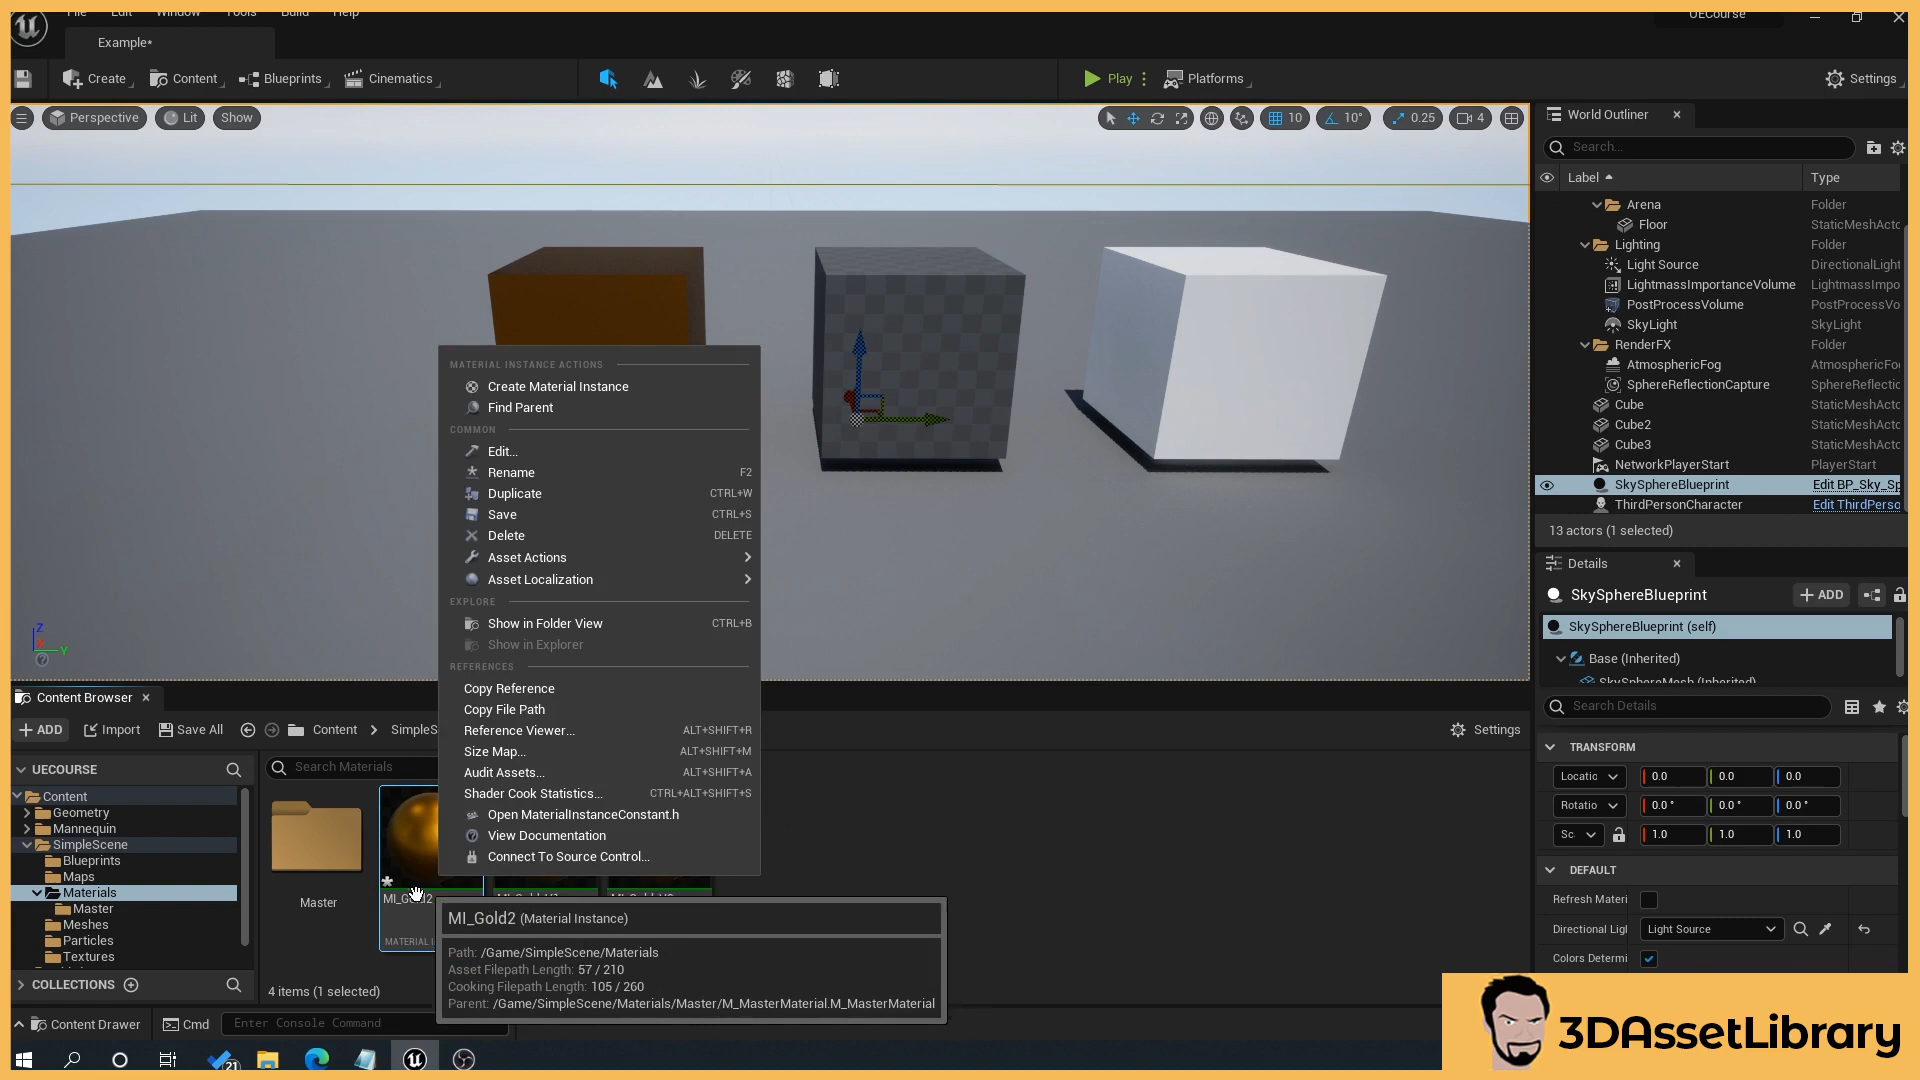 File Edit Window Tools Build Help
UECourse
Example*
Create
Content
Blueprints
Cinematics
Play
Platforms
Settings
Perspective
Lit
Show
10
10°
0.25
4
World Outliner
Search...
Label
Type
Arena Folder
Floor StaticMeshActo
Lighting Folder
Light Source DirectionalLight
LightmassImportanceVolume LightmassImpo
PostProcessVolume PostProcessVo
SkyLight SkyLight
RenderFX Folder
AtmosphericFog AtmosphericFog
SphereReflectionCapture SphereReflectic
Cube StaticMeshActo
Cube2 StaticMeshActo
Cube3 StaticMeshActo
NetworkPlayerStart PlayerStart
SkySphereBlueprint Edit BP_Sky_Sp
ThirdPersonCharacter Edit ThirdPerso
13 actors (1 selected)
Details
SkySphereBlueprint
ADD
SkySphereBlueprint (self)
Base (Inherited)
SkySphereMesh (Inherited)
Search Details
TRANSFORM
Locatic 0.0 0.0 0.0
Rotatio 0.0° 0.0° 0.0°
Sc 1.0 1.0 1.0
DEFAULT
Refresh Materi
Directional Ligl Light Source
Colors Determi
MATERIAL INSTANCE ACTIONS
Create Material Instance
Find Parent
COMMON
Edit...
Rename F2
Duplicate CTRL+W
Save CTRL+S
Delete DELETE
Asset Actions
Asset Localization
EXPLORE
Show in Folder View CTRL+B
Show in Explorer
REFERENCES
Copy Reference
Copy File Path
Reference Viewer... ALT+SHIFT+R
Size Map... ALT+SHIFT+M
Audit Assets... ALT+SHIFT+A
Shader Cook Statistics... CTRL+ALT+SHIFT+S
Open MaterialInstanceConstant.h
View Documentation
Connect To Source Control...
Z
Y
Content Browser
ADD
Import
Save All
Content
SimpleS
Settings
UECOURSE
Search Materials
Content
Geometry
Mannequin
SimpleScene
Blueprints
Maps
Materials
Master
Meshes
Particles
Textures
COLLECTIONS
Master
MI_Gold2
MATERIAL I
4 items (1 selected)
MI_Gold2 (Material Instance)
Path: /Game/SimpleScene/Materials
Asset Filepath Length: 57 / 210
Cooking Filepath Length: 105 / 260
Parent: /Game/SimpleScene/Materials/Master/M_MasterMaterial.M_MasterMaterial
Content Drawer
Cmd
Enter Console Command
21
3DAssetLibrary